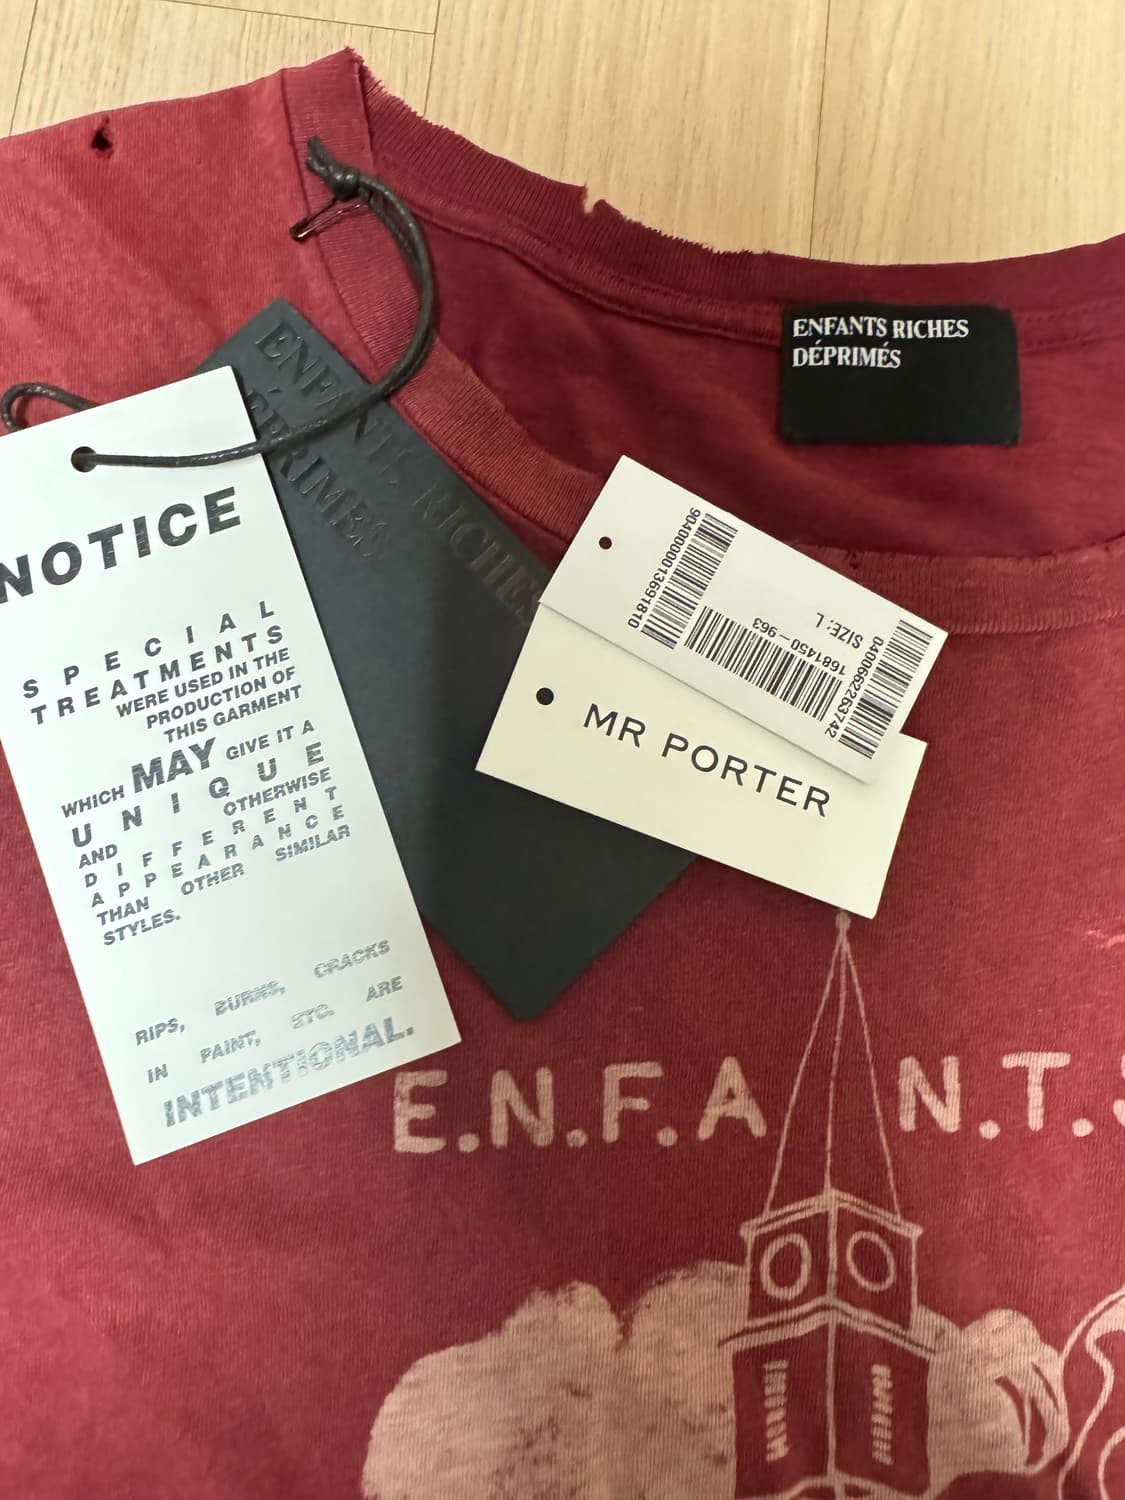 ENFANTS RICHES
DÉPRIMÉS
ENFANTS RICHES
DÉPRIMÉS
NOTICE
SPECIAL
TREATMENTS
WERE USED IN THE
PRODUCTION OF
THIS GARMENT
WHICH MAY GIVE IT A
UNIQUE
AND OTHERWISE
DIFFERENT
APPEARANCE
THAN OTHER SIMILAR
STYLES.
RIPS, BURNS, CRACKS
IN PAINT, ETC. ARE
INTENTIONAL.
9040000013691810
SIZE: L
1681450-963
0400662263742
MR PORTER
E.N.F.A N.T.